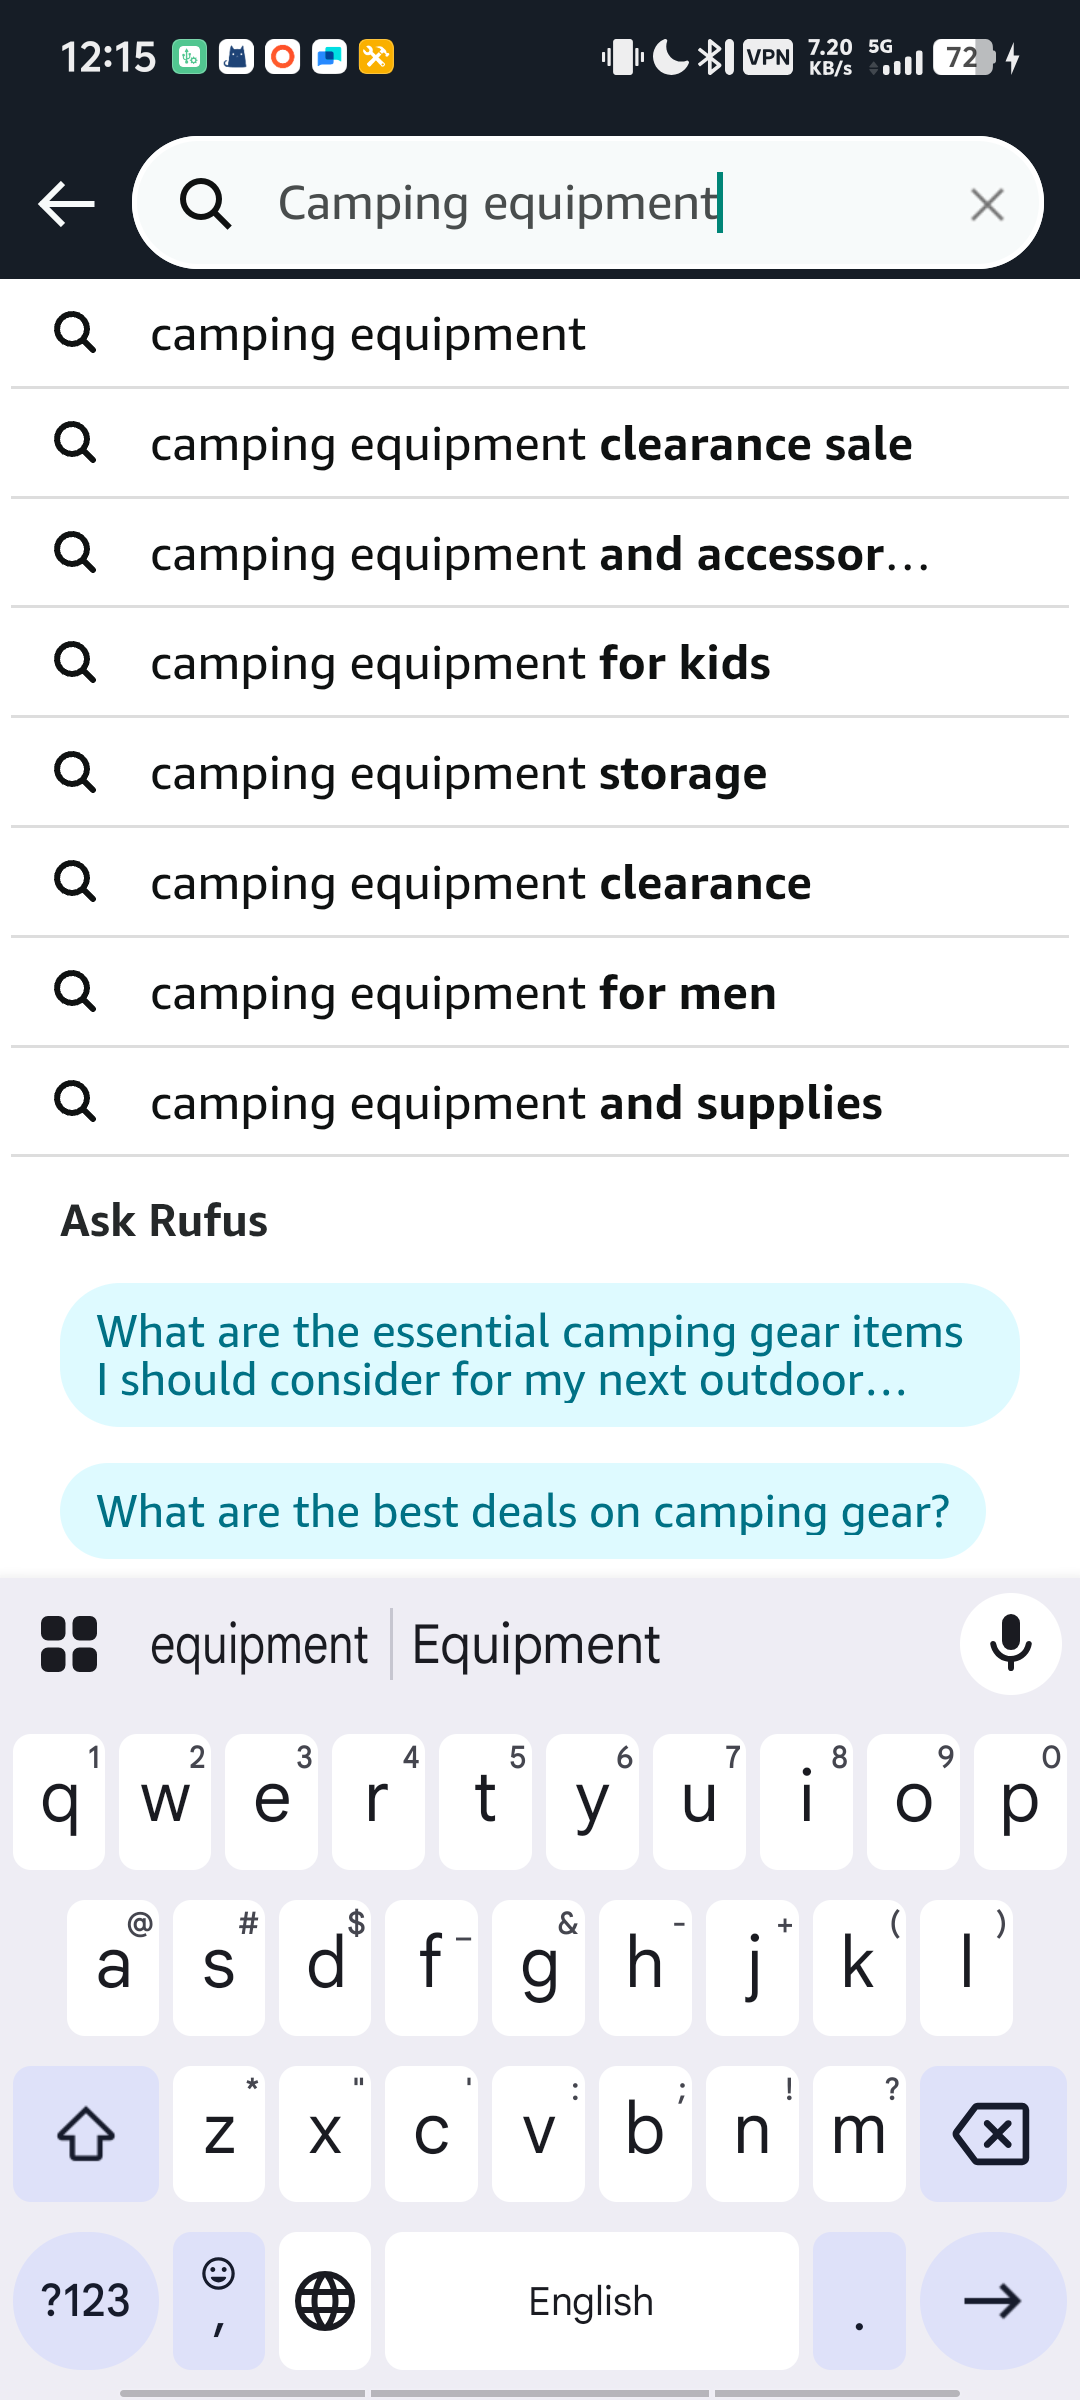 12:15 VPN 7.20 KB/s 5G 72
Camping equipment
camping equipment
camping equipment clearance sale
camping equipment and accessor...
camping equipment for kids
camping equipment storage
camping equipment clearance
camping equipment for men
camping equipment and supplies
Ask Rufus
What are the essential camping gear items
I should consider for my next outdoor...
What are the best deals on camping gear?
equipment Equipment
1 2 3 4 5 6 7 8 9 0
q w e r t y u i o p
@ # $ _ & - + ( )
a s d f g h j k l
* " ' : ; ! ?
z x c v b n m
?123 , English .